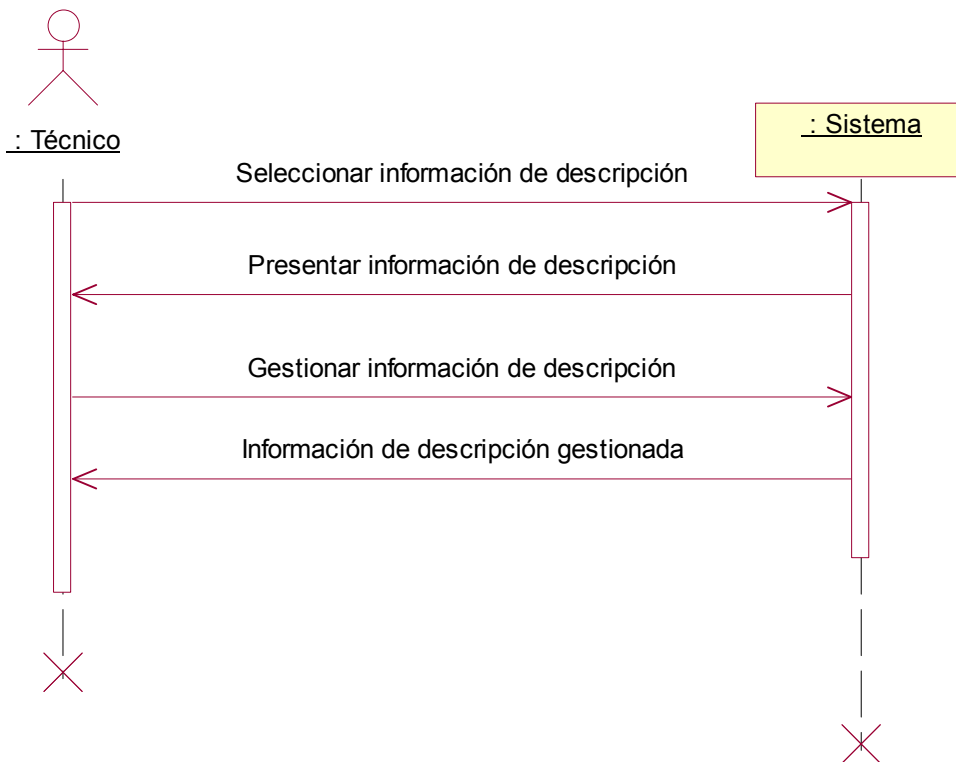 : Técnico
: Sistema
Seleccionar información de descripción
Presentar información de descripción
Gestionar información de descripción
Información de descripción gestionada